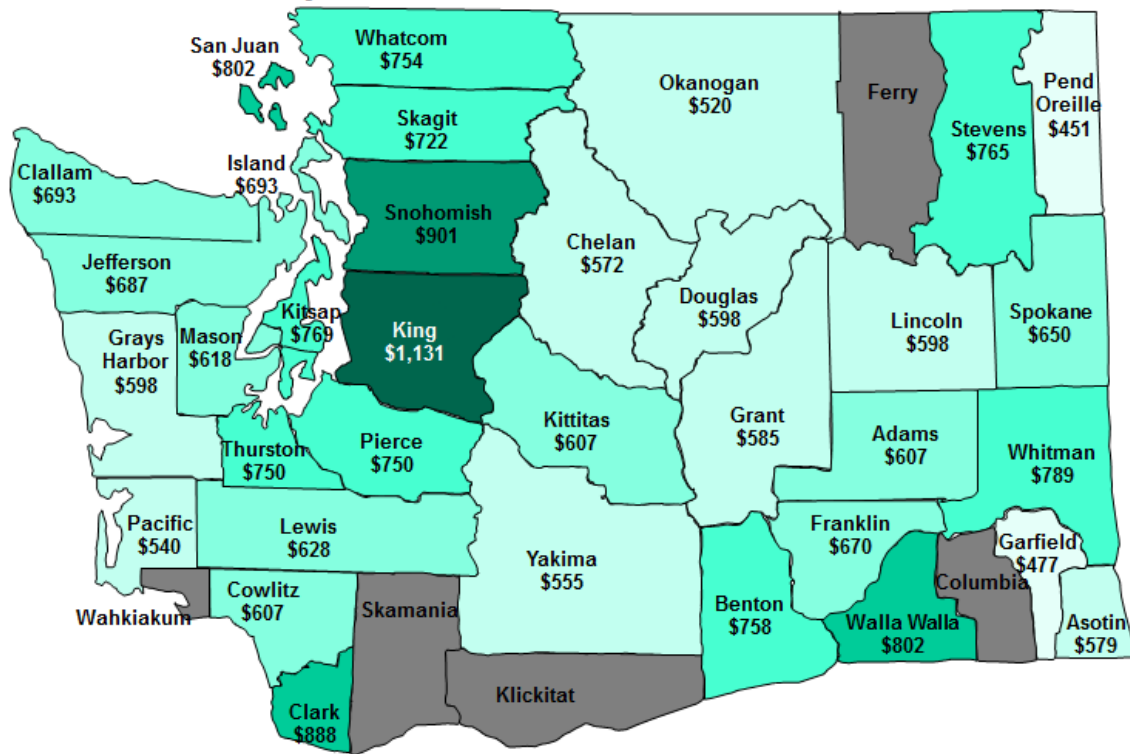 Whatcom
$754
San Juan
$802
Okanogan
$520
Ferry
Pend
Oreille
$451
Skagit
$722
Stevens
$765
Island
$693
Clallam
$693
Snohomish
$901
Chelan
$572
Jefferson
$687
Douglas
$598
Kitsap
$769
King
$1,131
Lincoln
$598
Spokane
$650
Grays
Harbor
$598
Mason
$618
Kittitas
$607
Grant
$585
Adams
$607
Whitman
$789
Thurston
$750
Pierce
$750
Pacific
$540
Lewis
$628
Yakima
$555
Franklin
$670
Garfield
$477
Columbia
Wahkiakum
Cowlitz
$607
Skamania
Benton
$758
Walla Walla
$802
Asotin
$579
Klickitat
Clark
$888